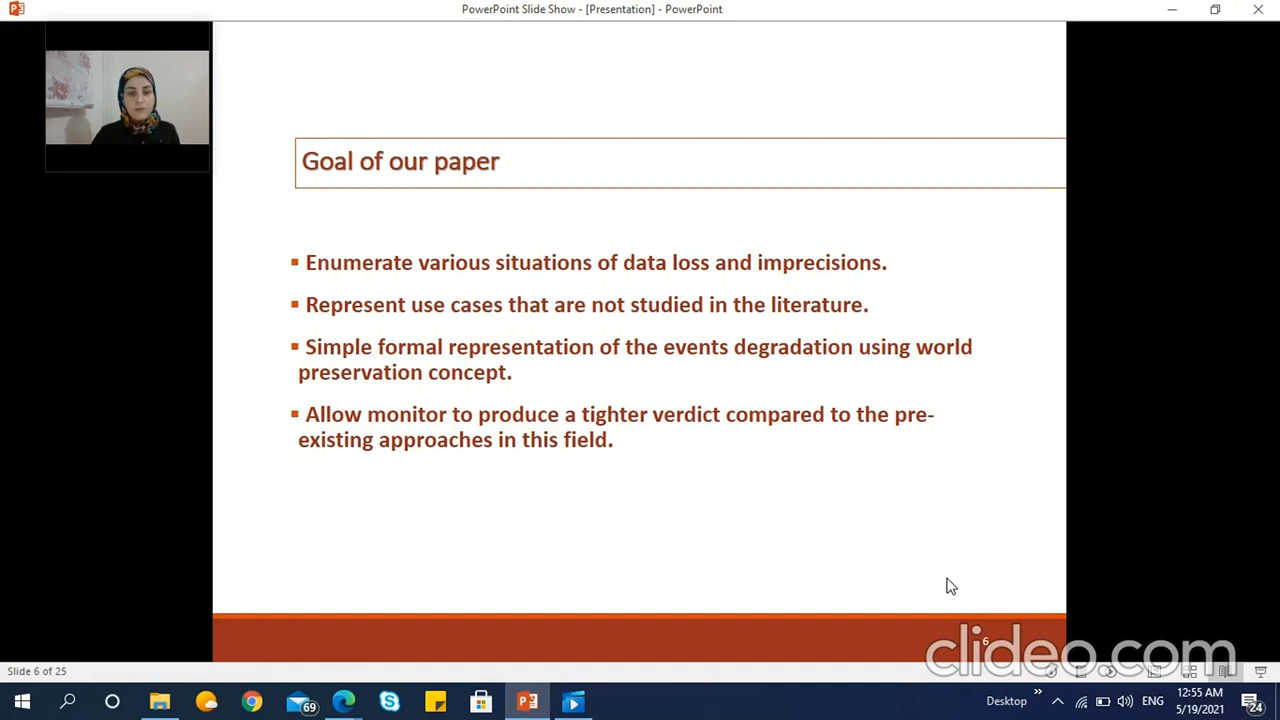 PowerPoint Slide Show - [Presentation] - PowerPoint
Goal of our paper
Enumerate various situations of data loss and imprecisions.
Represent use cases that are not studied in the literature.
Simple formal representation of the events degradation using world
preservation concept.
Allow monitor to produce a tighter verdict compared to the pre-
existing approaches in this field.
6
clideo.com
Slide 6 of 25
69
Desktop
ENG
12:55 AM
5/19/2021
24